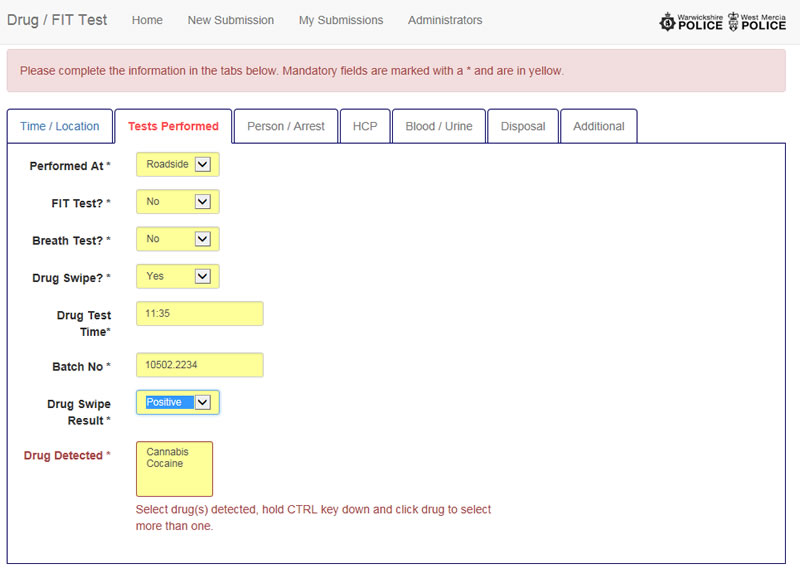 Drug / FIT Test Home New Submission My Submissions Administrators Warwickshire POLICE West Mercia POLICE
Please complete the information in the tabs below. Mandatory fields are marked with a * and are in yellow.
Time / Location Tests Performed Person / Arrest HCP Blood / Urine Disposal Additional
Performed At * Roadside
FIT Test? * No
Breath Test? * No
Drug Swipe? * Yes
Drug Test
Time* 11:35
Batch No * 10502.2234
Drug Swipe
Result * Positive
Drug Detected * Cannabis
Cocaine
Select drug(s) detected, hold CTRL key down and click drug to select
more than one.